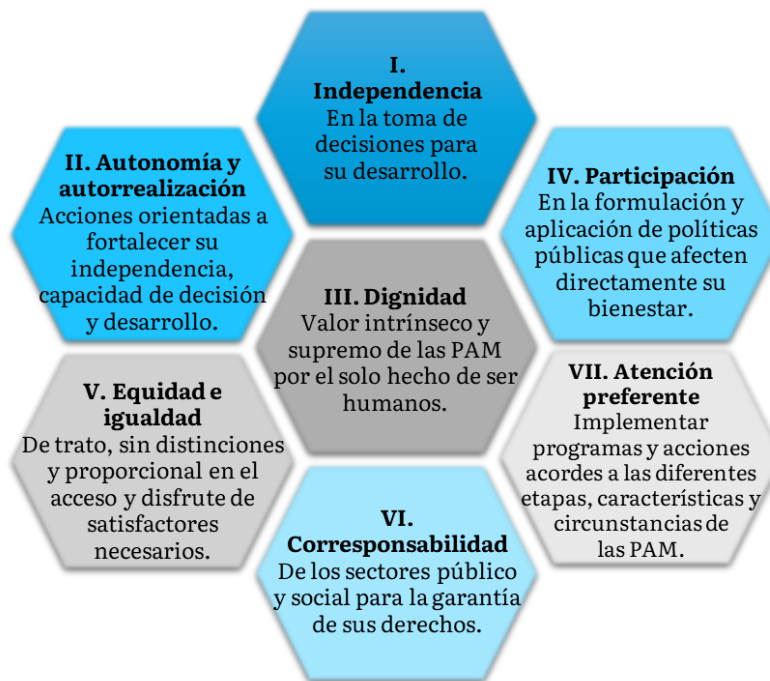 I.
Independencia
En la toma de
decisiones para
su desarrollo.
II. Autonomía y
autorrealización
Acciones orientadas a
fortalecer su
independencia,
capacidad de decisión
y desarrollo.
III. Dignidad
Valor intrínseco y
supremo de las PAM
por el solo hecho de ser
humanos.
IV. Participación
En la formulación y
aplicación de políticas
públicas que afecten
directamente su
bienestar.
V. Equidad e
igualdad
De trato, sin distinciones
y proporcional en el
acceso y disfrute de
satisfactores
necesarios.
VI.
Corresponsabilidad
De los sectores público
y social para la garantía
de sus derechos.
VII. Atención
preferente
Implementar
programas y acciones
acordes a las diferentes
etapas, características y
circunstancias de
las PAM.